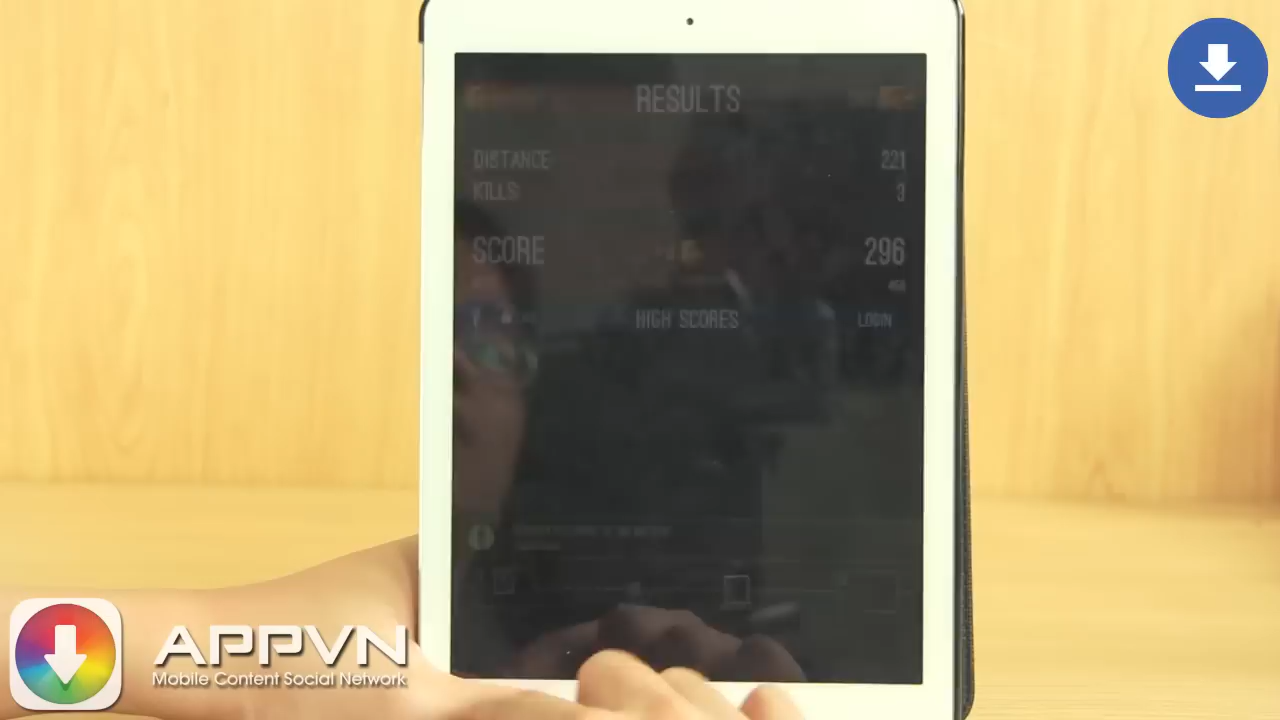 RESULTS
DISTANCE 221
KILLS 3
SCORE 296
HIGH SCORES LOGIN
APPVN
Mobile Content Social Network